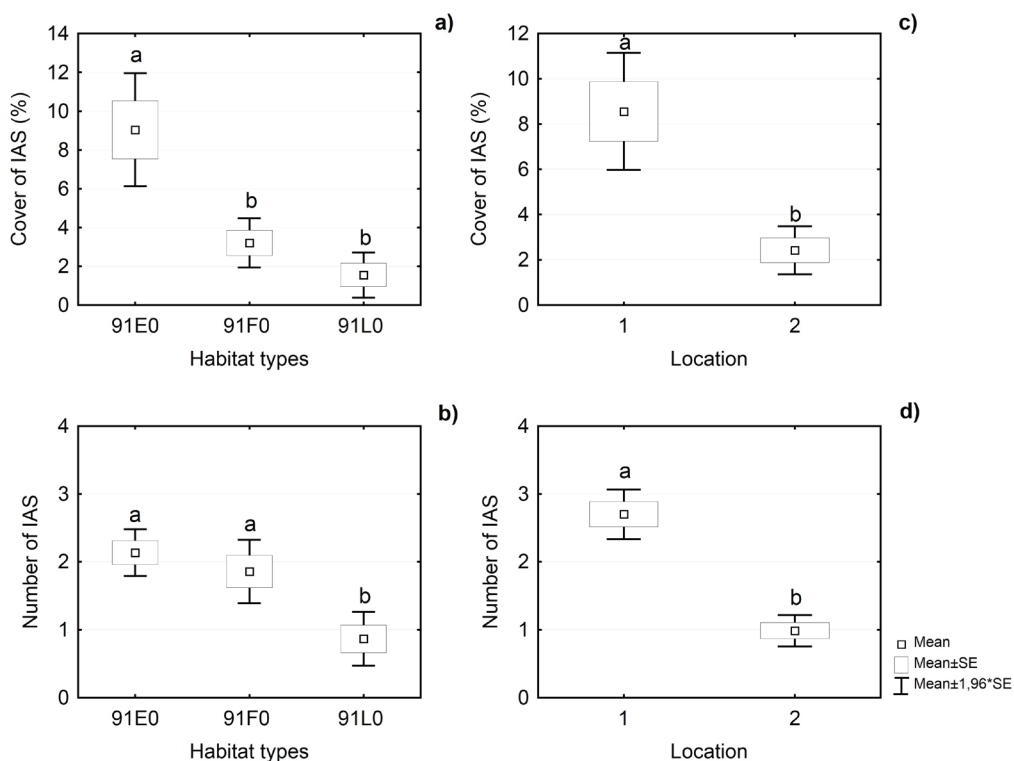 a)
14
12
10
8
6
4
2
0
Cover of IAS (%)
a
b
b
91E0 91F0 91L0
Habitat types
c)
12
10
8
6
4
2
0
Cover of IAS (%)
a
b
1 2
Location
b)
4
3
2
1
0
Number of IAS
a
a
b
91E0 91F0 91L0
Habitat types
d)
4
3
2
1
0
Number of IAS
a
b
1 2
Location
Mean
Mean±SE
Mean±1,96*SE